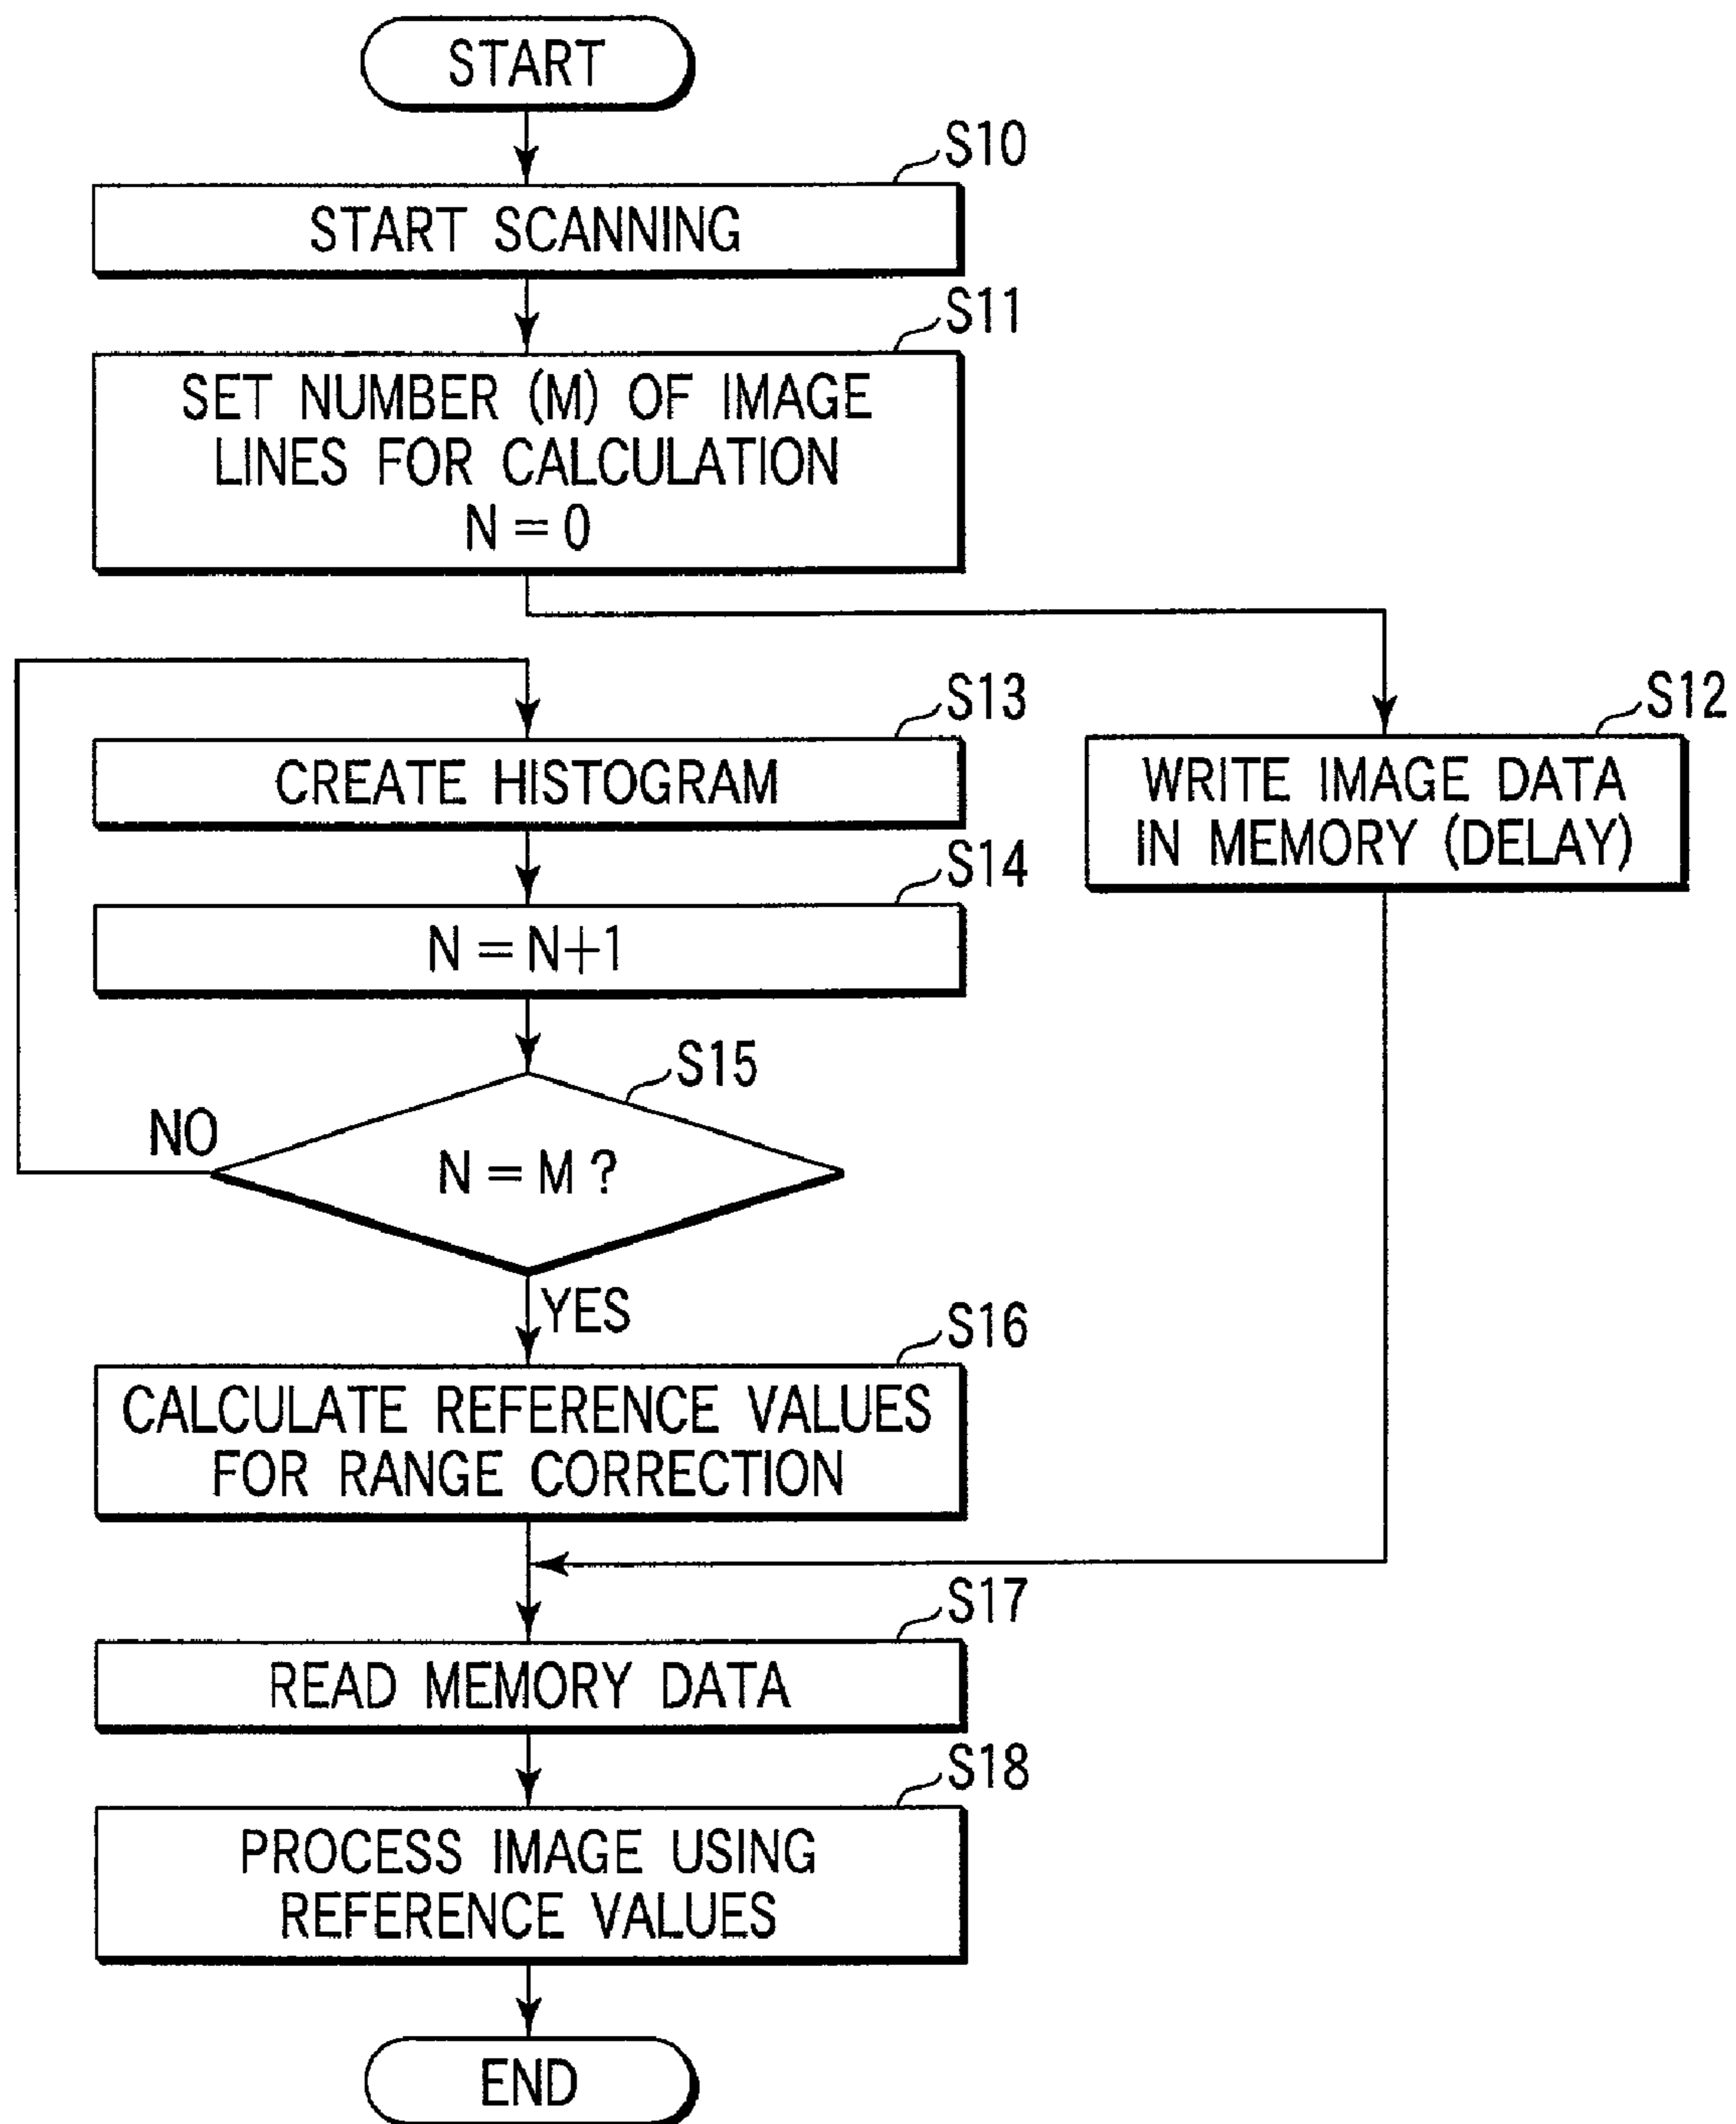 START
S10
START SCANNING
S11
SET NUMBER (M) OF IMAGE
LINES FOR CALCULATION
N = 0
S12
WRITE IMAGE DATA
IN MEMORY (DELAY)
S13
CREATE HISTOGRAM
S14
N = N+1
S15
N = M ?
NO
YES
S16
CALCULATE REFERENCE VALUES
FOR RANGE CORRECTION
S17
READ MEMORY DATA
S18
PROCESS IMAGE USING
REFERENCE VALUES
END